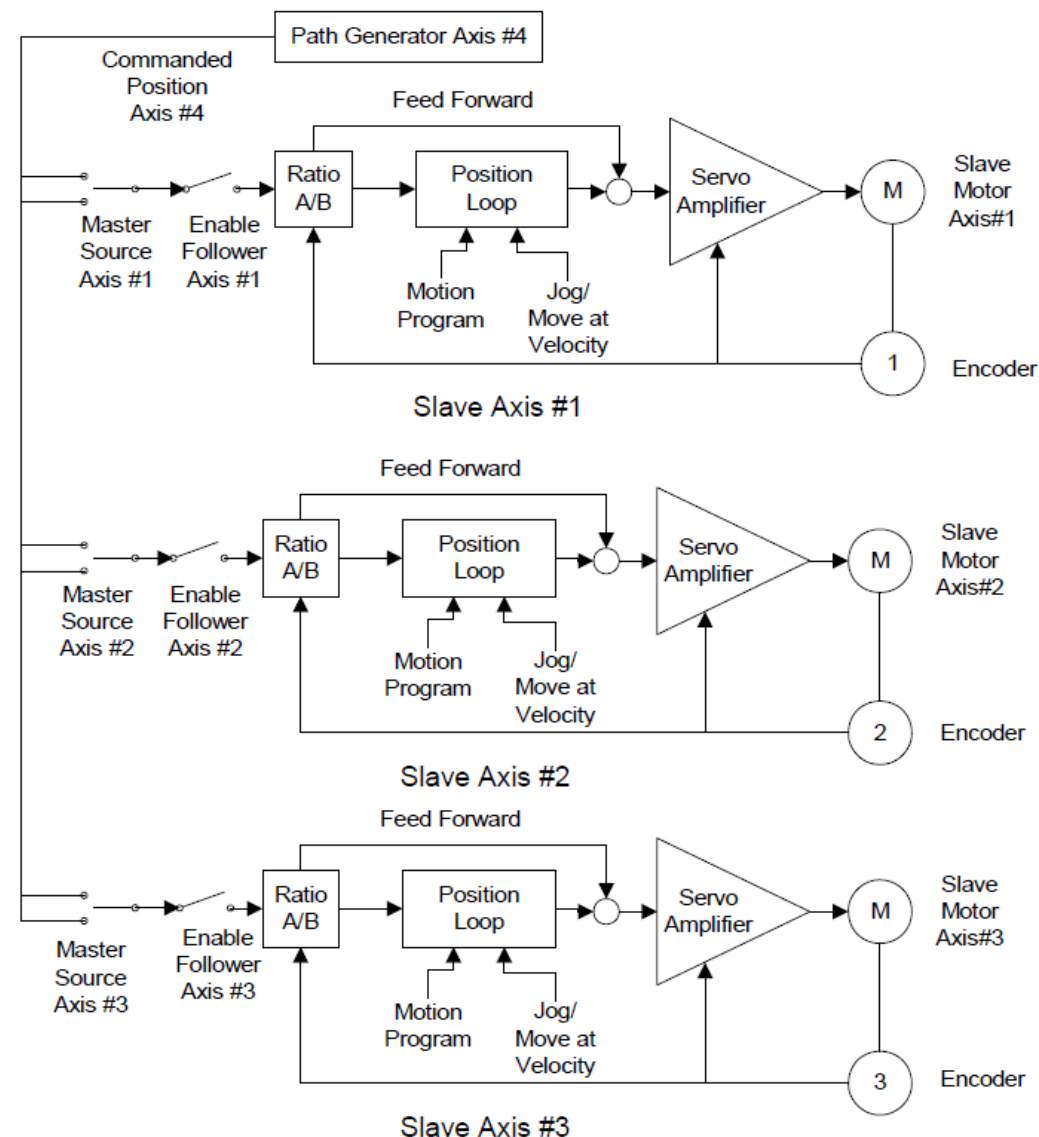 Path Generator Axis #4
Commanded
Position
Axis #4
Feed Forward
Ratio
A/B
Position
Loop
Servo
Amplifier
M
Slave
Motor
Axis#1
Master
Source
Axis #1
Enable
Follower
Axis #1
Motion
Program
Jog/
Move at
Velocity
1
Encoder
Slave Axis #1
Feed Forward
Ratio
A/B
Position
Loop
Servo
Amplifier
M
Slave
Motor
Axis#2
Master
Source
Axis #2
Enable
Follower
Axis #2
Motion
Program
Jog/
Move at
Velocity
2
Encoder
Slave Axis #2
Feed Forward
Ratio
A/B
Position
Loop
Servo
Amplifier
M
Slave
Motor
Axis#3
Master
Source
Axis #3
Enable
Follower
Axis #3
Motion
Program
Jog/
Move at
Velocity
3
Encoder
Slave Axis #3